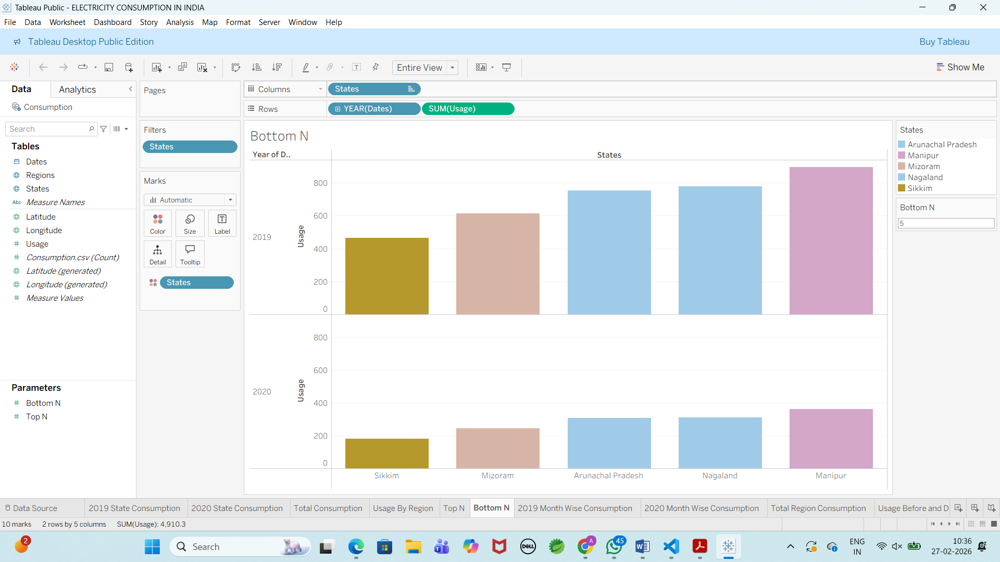 Tableau Public - ELECTRICITY CONSUMPTION IN INDIA
File Data Worksheet Dashboard Story Analysis Map Format Server Window Help
Tableau Desktop Public Edition
Buy Tableau
Entire View
Show Me
Data
Analytics
Consumption
Search
Tables
Dates
Regions
States
Abc Measure Names
Latitude
Longitude
Usage
Consumption.csv (Count)
Latitude (generated)
Longitude (generated)
Measure Values
Parameters
Bottom N
Top N
Pages
Filters
States
Marks
Automatic
Color
Size
Label
Detail
Tooltip
States
Columns
States
Rows
YEAR(Dates)
SUM(Usage)
Bottom N
Year of D..
States
2019
Usage
800
600
400
200
0
2020
Usage
800
600
400
200
0
Sikkim
Mizoram
Arunachal Pradesh
Nagaland
Manipur
States
Arunachal Pradesh
Manipur
Mizoram
Nagaland
Sikkim
Bottom N
5
Data Source
2019 State Consumption
2020 State Consumption
Total Consumption
Usage By Region
Top N
Bottom N
2019 Month Wise Consumption
2020 Month Wise Consumption
Total Region Consumption
Usage Before and D
10 marks
2 rows by 5 columns
SUM(Usage): 4,910.3
2
Search
DELL
A
45
ENG
IN
10:36
27-02-2026